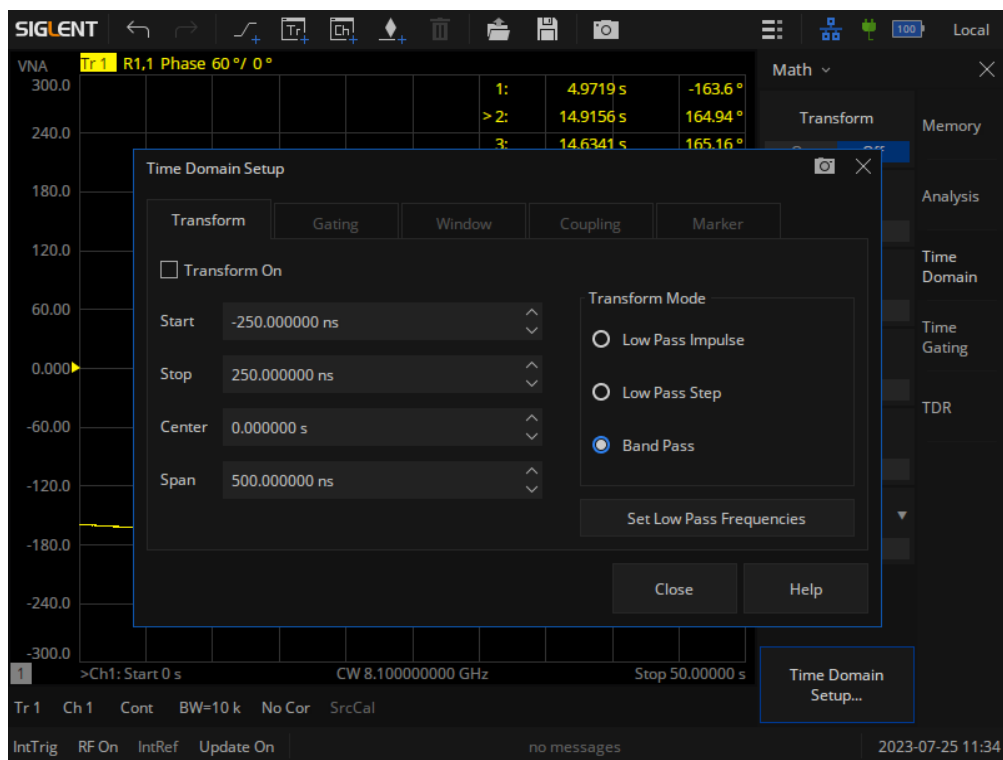 SIGLENT Tr Ch 100 Local
VNA Tr 1 R1,1 Phase 60 °/ 0 ° Math
300.0 1: 4.9719 s -163.6 °
> 2: 14.9156 s 164.94 ° Transform
Memory
240.0 3: 14.6341 s 165.16 ° Off
Time Domain Setup
180.0 Analysis
Transform Gating Window Coupling Marker
120.0 Time
Domain
Transform On
Transform Mode
60.00 Start -250.000000 ns
Time
Gating
Low Pass Impulse
0.000 Stop 250.000000 ns
Low Pass Step
TDR
-60.00 Center 0.000000 s
Band Pass
-120.0 Span 500.000000 ns
Set Low Pass Frequencies
-180.0
Close Help
-240.0
-300.0
1 >Ch1: Start 0 s CW 8.100000000 GHz Stop 50.00000 s
Time Domain
Setup...
Tr 1 Ch 1 Cont BW=10 k No Cor SrcCal
IntTrig RF On IntRef Update On no messages 2023-07-25 11:34